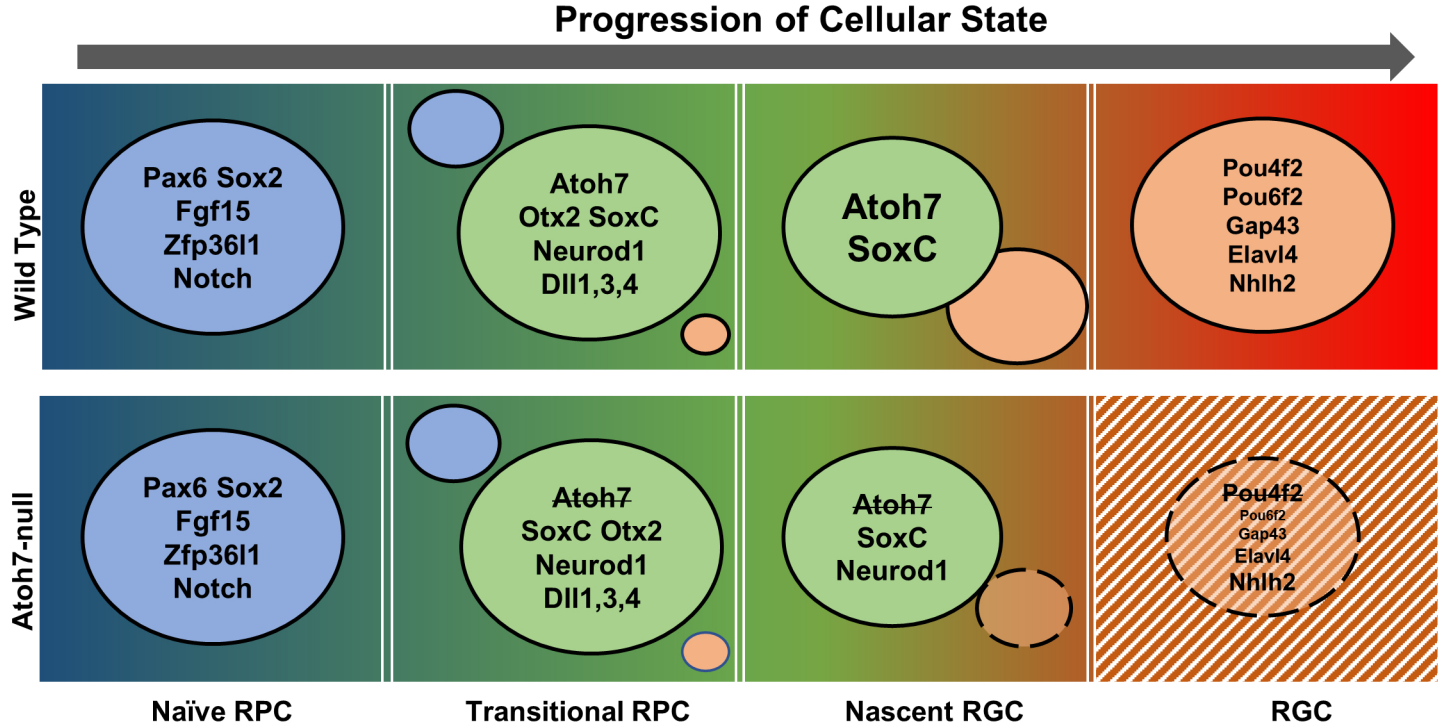 Progression of Cellular State
Wild Type
Pax6 Sox2
Fgf15
Zfp36l1
Notch
Atoh7
Otx2 SoxC
Neurod1
Dll1,3,4
Atoh7
SoxC
Pou4f2
Pou6f2
Gap43
Elavl4
Nhlh2
Atoh7-null
Pax6 Sox2
Fgf15
Zfp36l1
Notch
Atoh7
SoxC Otx2
Neurod1
Dll1,3,4
Atoh7
SoxC
Neurod1
Pou4f2
Pou6f2
Gap43
Elavl4
Nhlh2
Naïve RPC
Transitional RPC
Nascent RGC
RGC